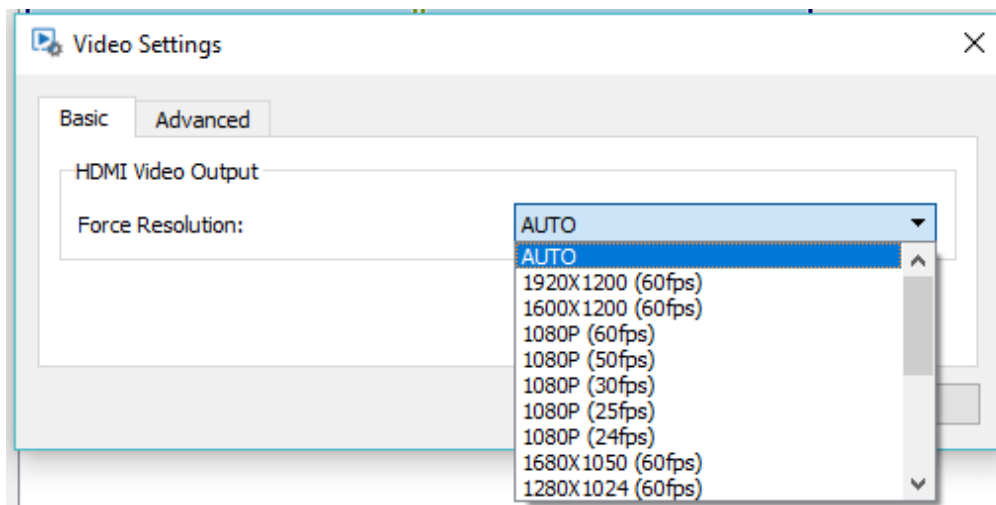 Video Settings
Basic Advanced
HDMI Video Output
Force Resolution: AUTO
AUTO
1920X1200 (60fps)
1600X1200 (60fps)
1080P (60fps)
1080P (50fps)
1080P (30fps)
1080P (25fps)
1080P (24fps)
1680X1050 (60fps)
1280X1024 (60fps)